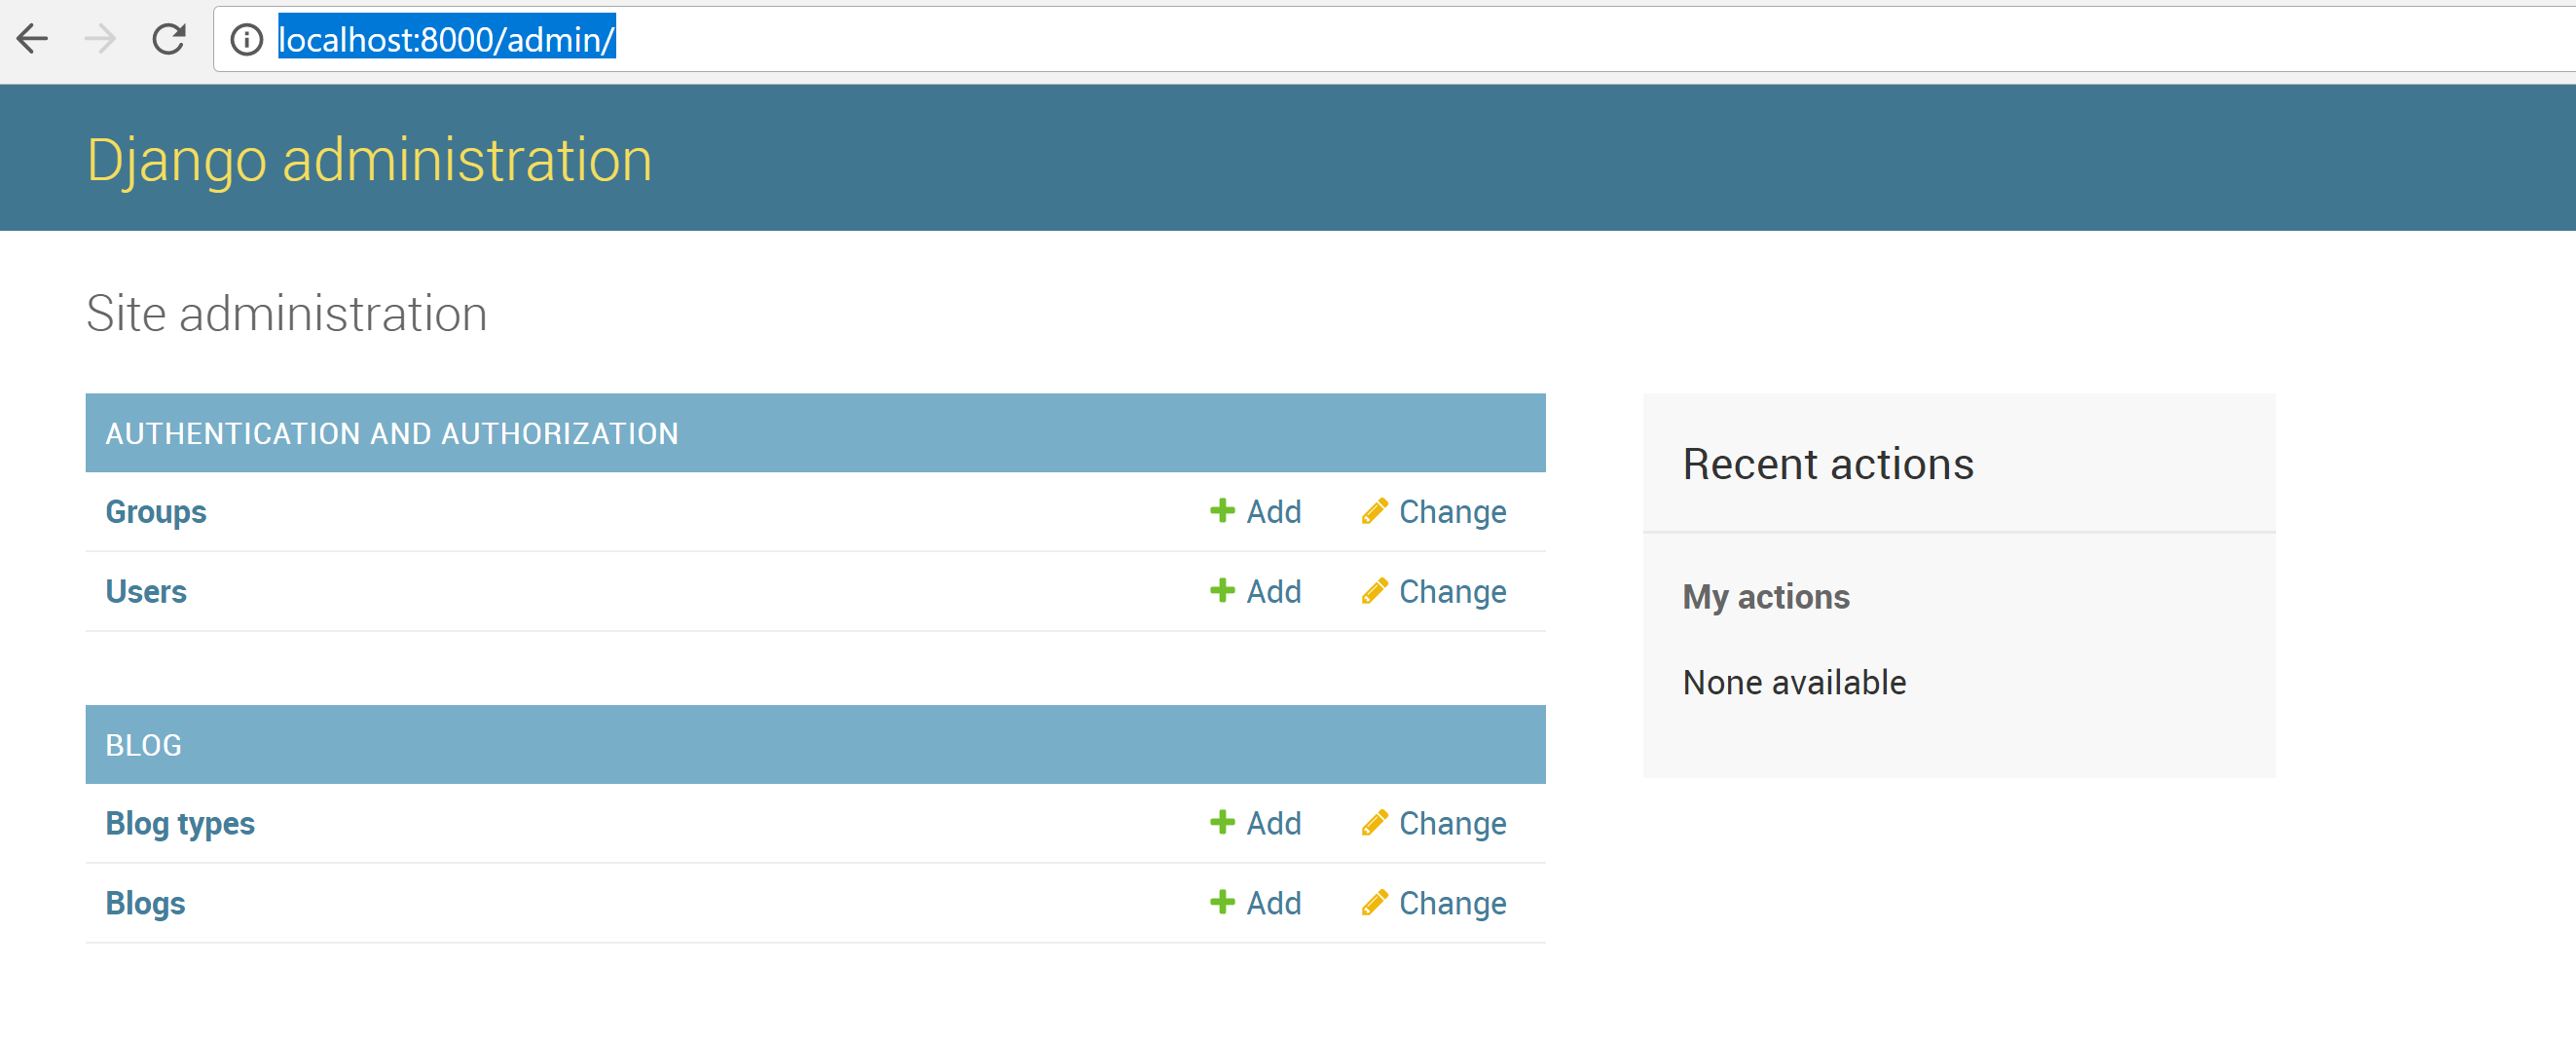 localhost:8000/admin/
Django administration
Site administration
AUTHENTICATION AND AUTHORIZATION
Groups Add Change
Users Add Change
BLOG
Blog types Add Change
Blogs Add Change
Recent actions
My actions
None available